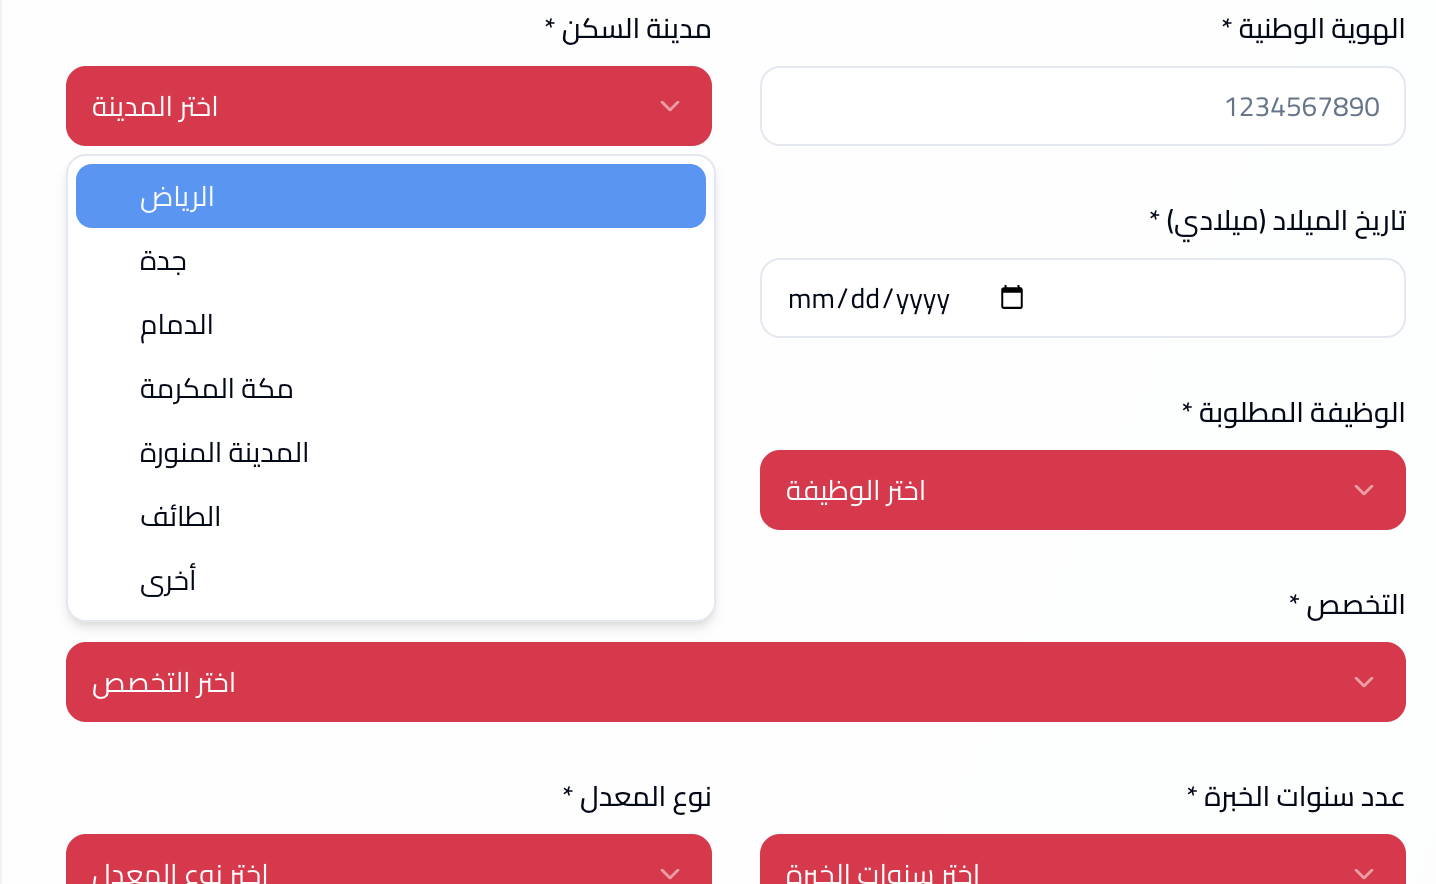 الهوية الوطنية *
1234567890
مدينة السكن *
اختر المدينة
الرياض
جدة
الدمام
مكة المكرمة
المدينة المنورة
الطائف
أخرى
تاريخ الميلاد (ميلادي) *
mm/dd/yyyy
الوظيفة المطلوبة *
اختر الوظيفة
التخصص *
اختر التخصص
عدد سنوات الخبرة *
اختر سنوات الخبرة
نوع المعدل *
اختر نوع المعدل